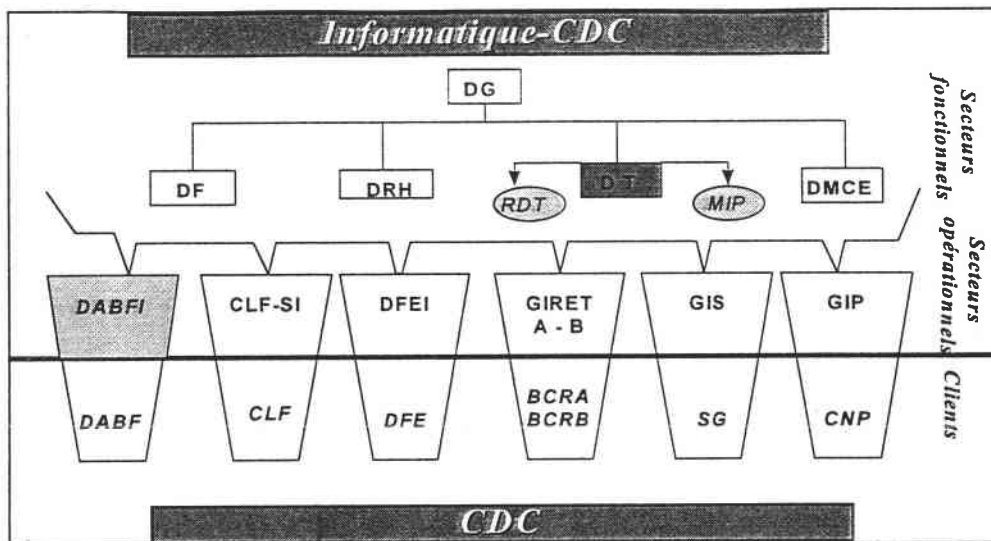 Informatique-CDC
DG
DF
DRH
RDT
DT
MIP
DMCE
Secteurs
fonctionnels
DABFI
CLF-SI
DFEI
GIRET
A - B
GIS
GIP
Secteurs
opérationnels
DABF
CLF
DFE
BCRA
BCRB
SG
CNP
Clients
CDC